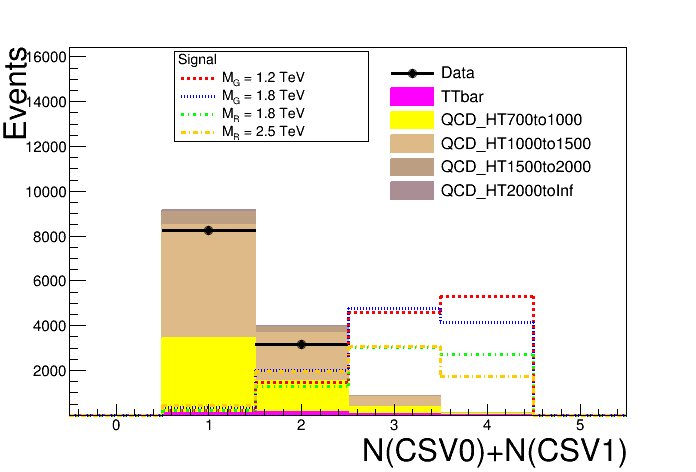 Events
16000
14000
12000
10000
8000
6000
4000
2000
Signal
M_G = 1.2 TeV
M_G = 1.8 TeV
M_R = 1.8 TeV
M_R = 2.5 TeV
Data
TTbar
QCD_HT700to1000
QCD_HT1000to1500
QCD_HT1500to2000
QCD_HT2000toInf
0 1 2 3 4 5
N(CSV0)+N(CSV1)